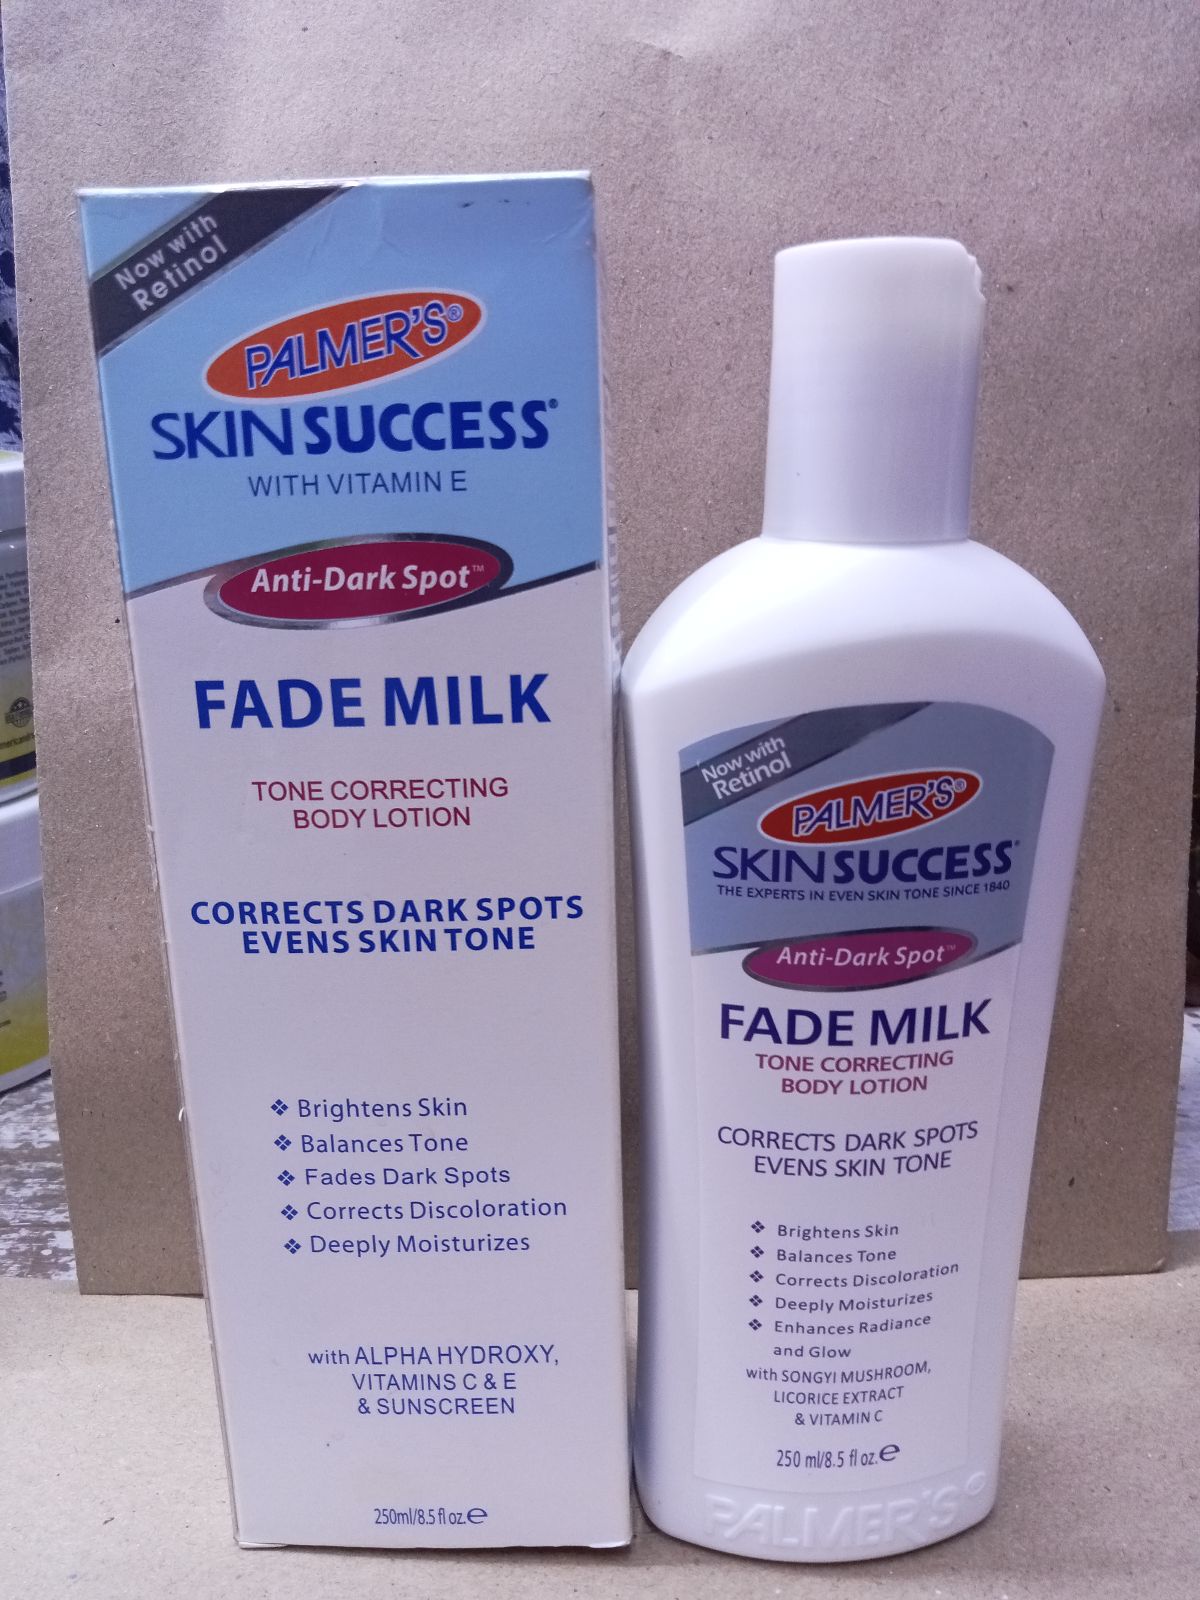 Now with
Retinol
PALMER'S®
SKIN SUCCESS®
WITH VITAMIN E
Anti-Dark Spot™
FADE MILK
TONE CORRECTING
BODY LOTION
CORRECTS DARK SPOTS
EVENS SKIN TONE
❖ Brightens Skin
❖ Balances Tone
❖ Fades Dark Spots
❖ Corrects Discoloration
❖ Deeply Moisturizes
with ALPHA HYDROXY,
VITAMINS C & E
& SUNSCREEN
250ml/8.5 fl oz. ℮
Now with
Retinol
PALMER'S®
SKIN SUCCESS®
THE EXPERTS IN EVEN SKIN TONE SINCE 1840
Anti-Dark Spot™
FADE MILK
TONE CORRECTING
BODY LOTION
CORRECTS DARK SPOTS
EVENS SKIN TONE
❖ Brightens Skin
❖ Balances Tone
❖ Corrects Discoloration
❖ Deeply Moisturizes
❖ Enhances Radiance
and Glow
with SONGYI MUSHROOM,
LICORICE EXTRACT
& VITAMIN C
250 ml/8.5 fl oz. ℮
PALMER'S®